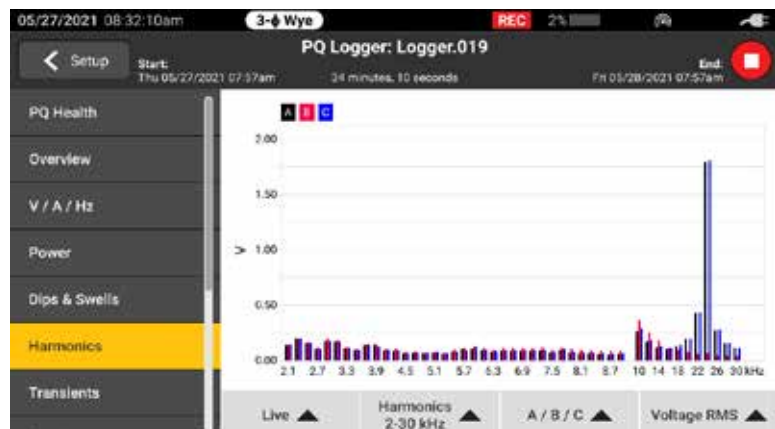 05/27/2021 08:32:10am 3-ϕ Wye REC 2%
Setup
PQ Logger: Logger.019
Start:
Thu 05/27/2021 07:57am
34 minutes, 10 seconds
End:
Fri 05/28/2021 07:57am
PQ Health
Overview
V / A / Hz
Power
Dips & Swells
Harmonics
Transients
A B C
2.00
1.50
V 1.00
0.50
0.00
2.1 2.7 3.3 3.9 4.5 5.1 5.7 6.3 6.9 7.5 8.1 8.7 10 14 18 22 26 30 kHz
Live
Harmonics
2-30 kHz
A / B / C
Voltage RMS